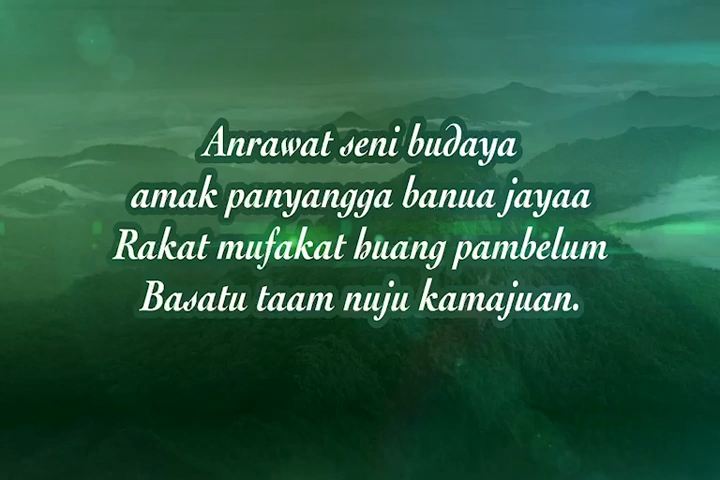 Anrawat seni budaya
amak panyangga banua jayaa
Rakat mufakat huang pambelum
Basatu taam nuju kamajuan.